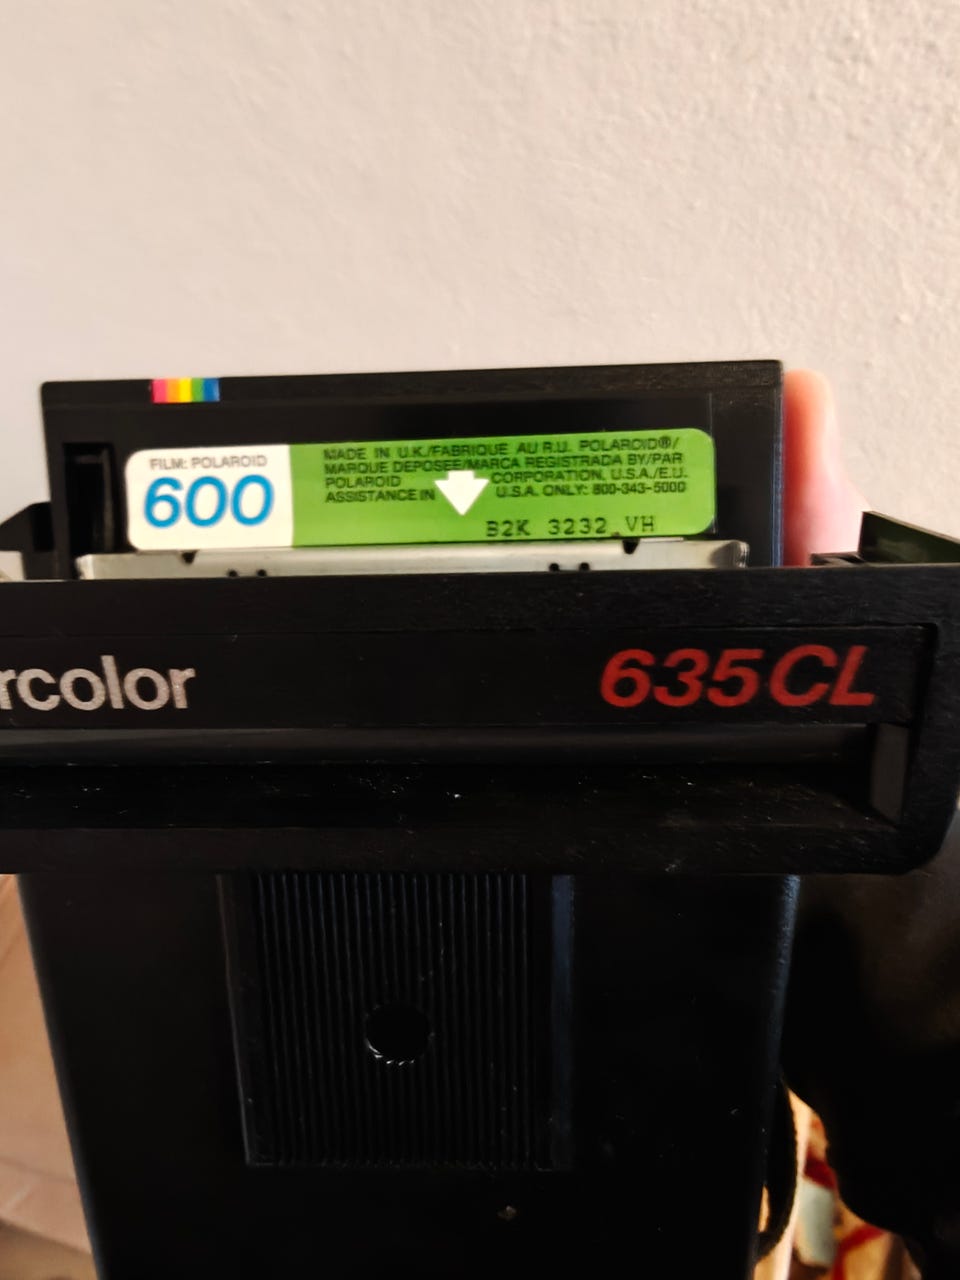 FILM: POLAROID
600
MADE IN U.K./FABRIQUE AU R.U. POLAROID®/
MARQUE DEPOSEE/MARCA REGISTRADA BY/PAR
POLAROID CORPORATION, U.S.A./E.U.
ASSISTANCE IN U.S.A. ONLY: 800-343-5000
B2K 3232 VH
rcolor
635CL